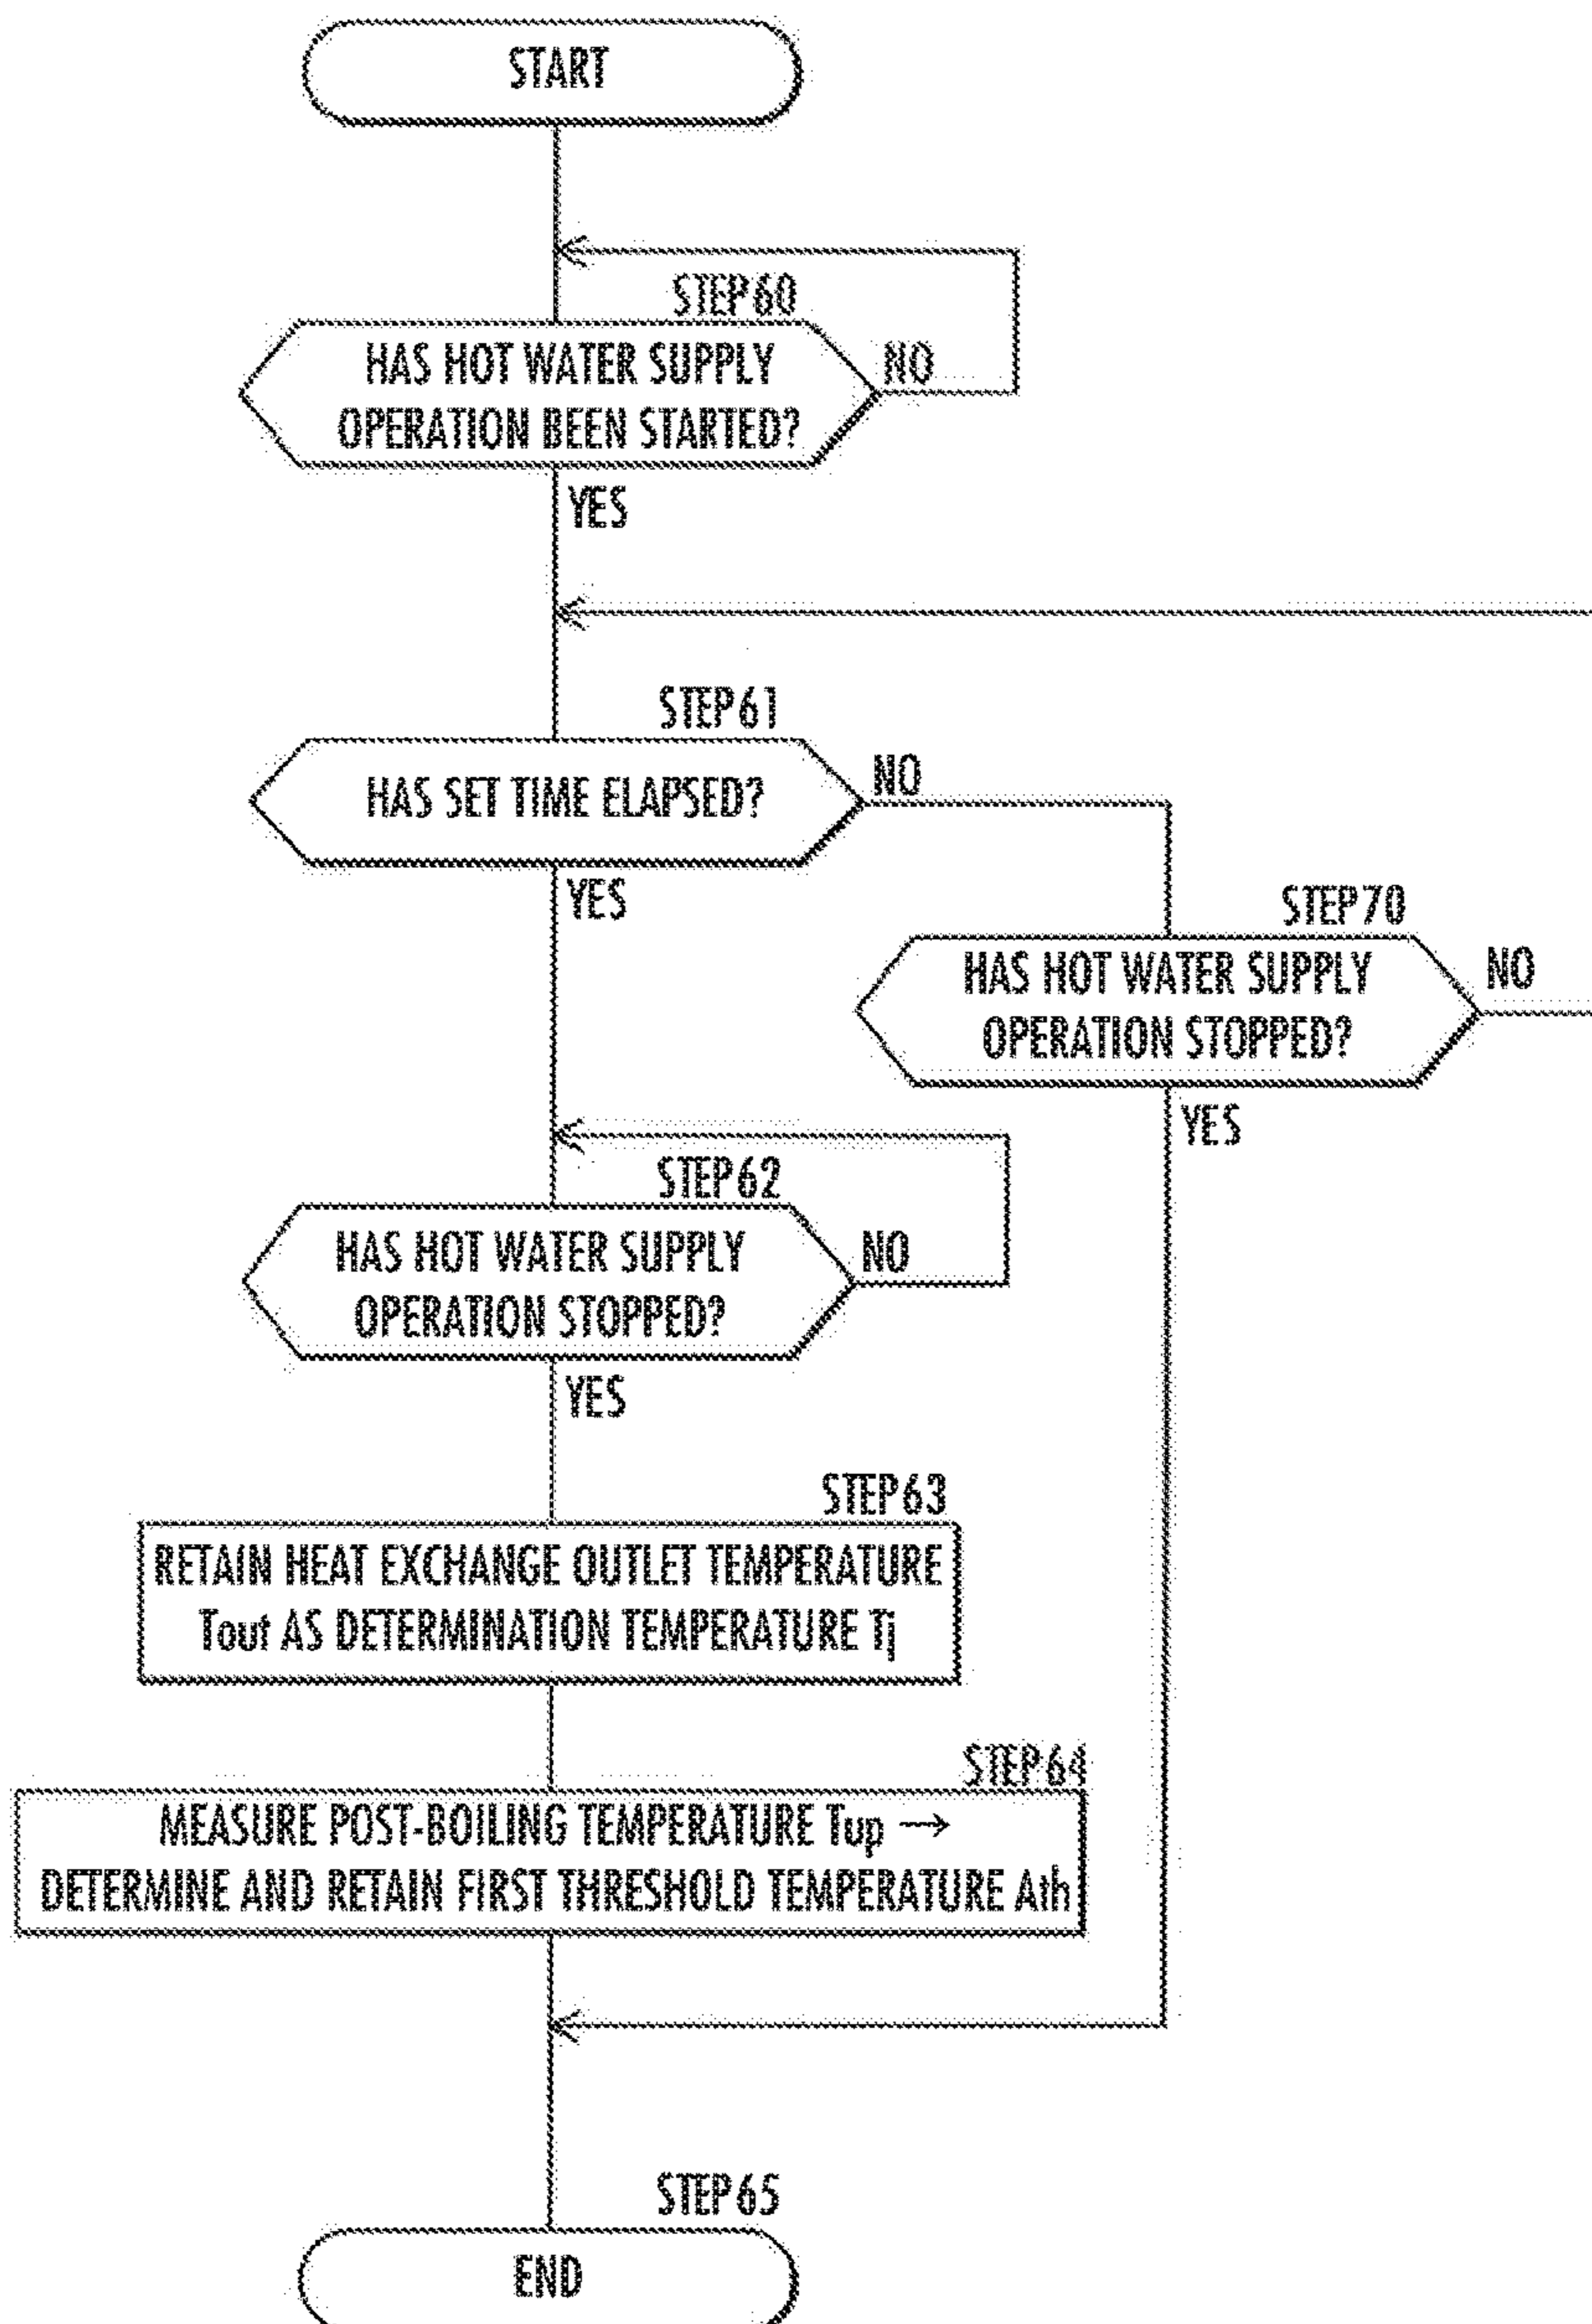 START
STEP60
HAS HOT WATER SUPPLY
OPERATION BEEN STARTED?
NO
YES
STEP61
HAS SET TIME ELAPSED?
NO
YES
STEP70
HAS HOT WATER SUPPLY
OPERATION STOPPED?
NO
YES
STEP62
HAS HOT WATER SUPPLY
OPERATION STOPPED?
NO
YES
STEP63
RETAIN HEAT EXCHANGE OUTLET TEMPERATURE
Tout AS DETERMINATION TEMPERATURE Tj
STEP64
MEASURE POST-BOILING TEMPERATURE Tup →
DETERMINE AND RETAIN FIRST THRESHOLD TEMPERATURE Ath
STEP65
END